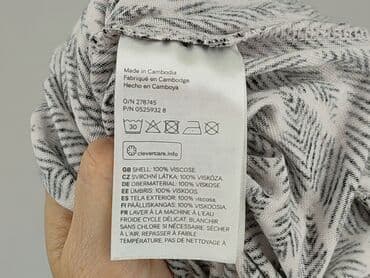 Made in Cambodia
Fabriqué en Cambodge
Hecho en Camboya
O/N 278745
P/N 0525932 8
30
clevercare.info
GB SHELL: 100% VISCOSE.
CZ SVRCHNÍ LÁTKA: 100% VISKÓZA.
DE OBERMATERIAL: 100% VISKOSE.
EE ÜMBRIS: 100% VISKOOS.
ES TELA EXTERIOR: 100% viscosa
FI PÄÄLLISKANGAS: 100% VISKOOSIA.
FR LAVER À LA MACHINE À L'EAU
FROIDE CYCLE DÉLICAT. BLANCHIR
SANS CHLORE SI NÉCESSAIRE. SÉCHER
À L'AIR. REPASSER À FAIBLE
TEMPÉRATURE. PAS DE NETTOYAGE À